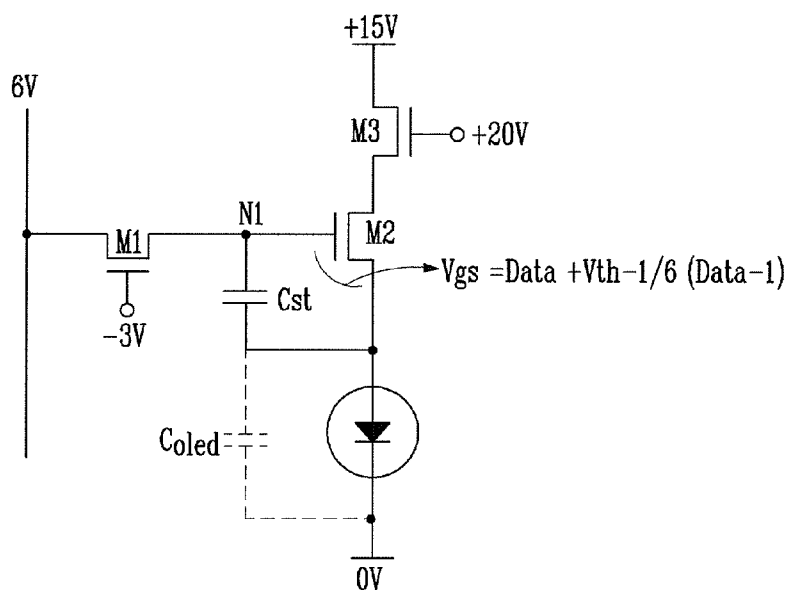 +15V
6V
M3
+20V
N1
M1
M2
Vgs =Data +Vth-1/6 (Data-1)
Cst
-3V
Coled
0V